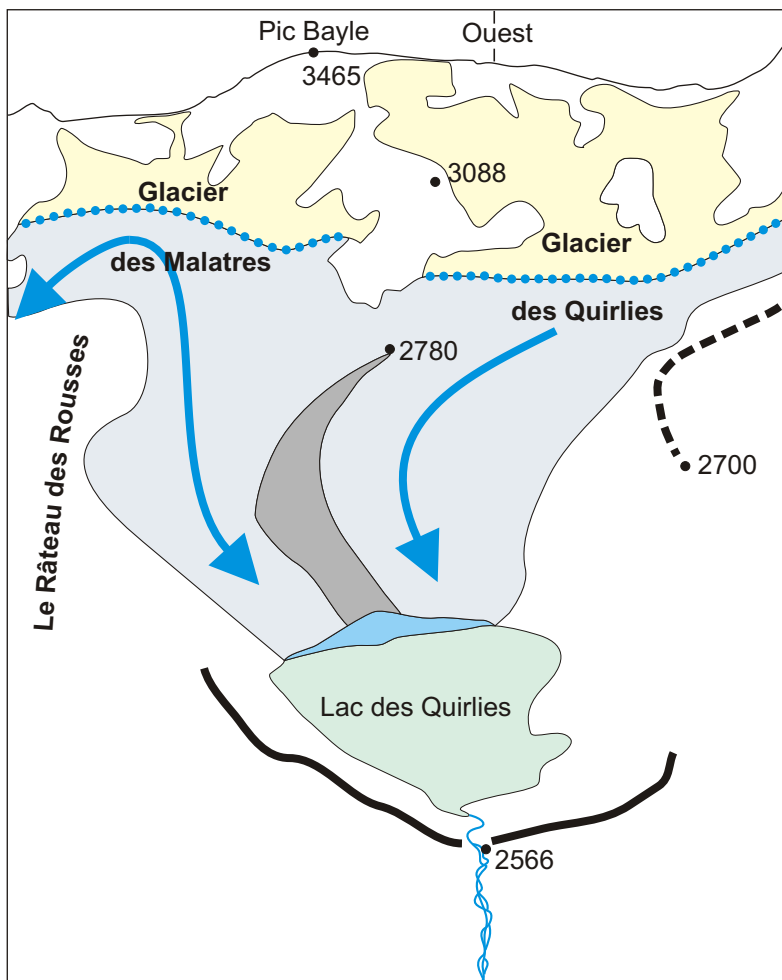 Pic Bayle
Ouest
3465
3088
Glacier
des Malatres
Glacier
des Quirlies
2780
Le Râteau des Rousses
2700
Lac des Quirlies
2566